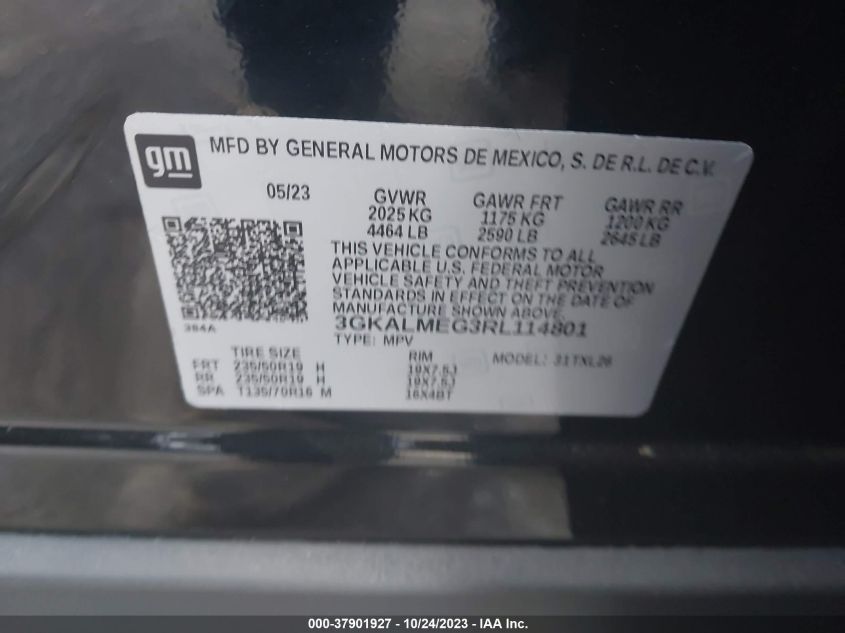 gm
MFD BY GENERAL MOTORS DE MEXICO, S. DE R.L. DE C.V.
05/23 GVWR GAWR FRT GAWR RR
2025 KG 1175 KG 1200 KG
4464 LB 2590 LB 2645 LB
THIS VEHICLE CONFORMS TO ALL
APPLICABLE U.S. FEDERAL MOTOR
VEHICLE SAFETY AND THEFT PREVENTION
STANDARDS IN EFFECT ON THE DATE OF
MANUFACTURE SHOWN ABOVE.
384A 3GKALMEG3RL114801
TYPE: MPV MODEL: 31TXL26
TIRE SIZE RIM
FRT 235/50R19 H 19X7.5J
RR 235/50R19 H 19X7.5J
SPA T135/70R16 M 16X4BT
000-37901927 - 10/24/2023 - IAA Inc.